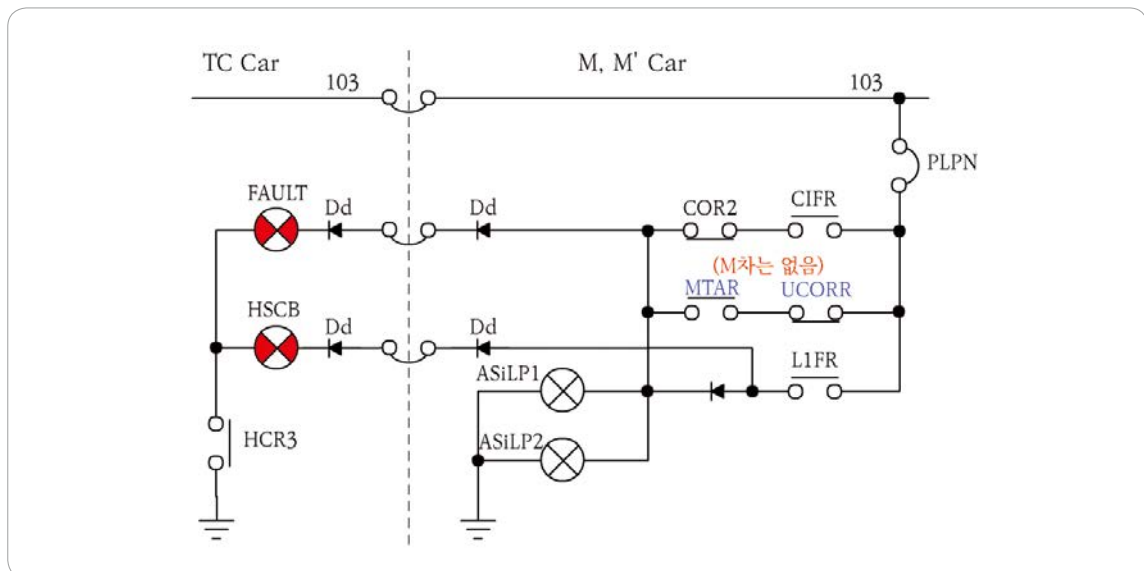 TC Car
M, M' Car
103
103
PLPN
FAULT
Dd
Dd
COR2
CIFR
(M차는 없음)
MTAR
UCORR
HSCB
Dd
Dd
L1FR
ASiLP1
HCR3
ASiLP2